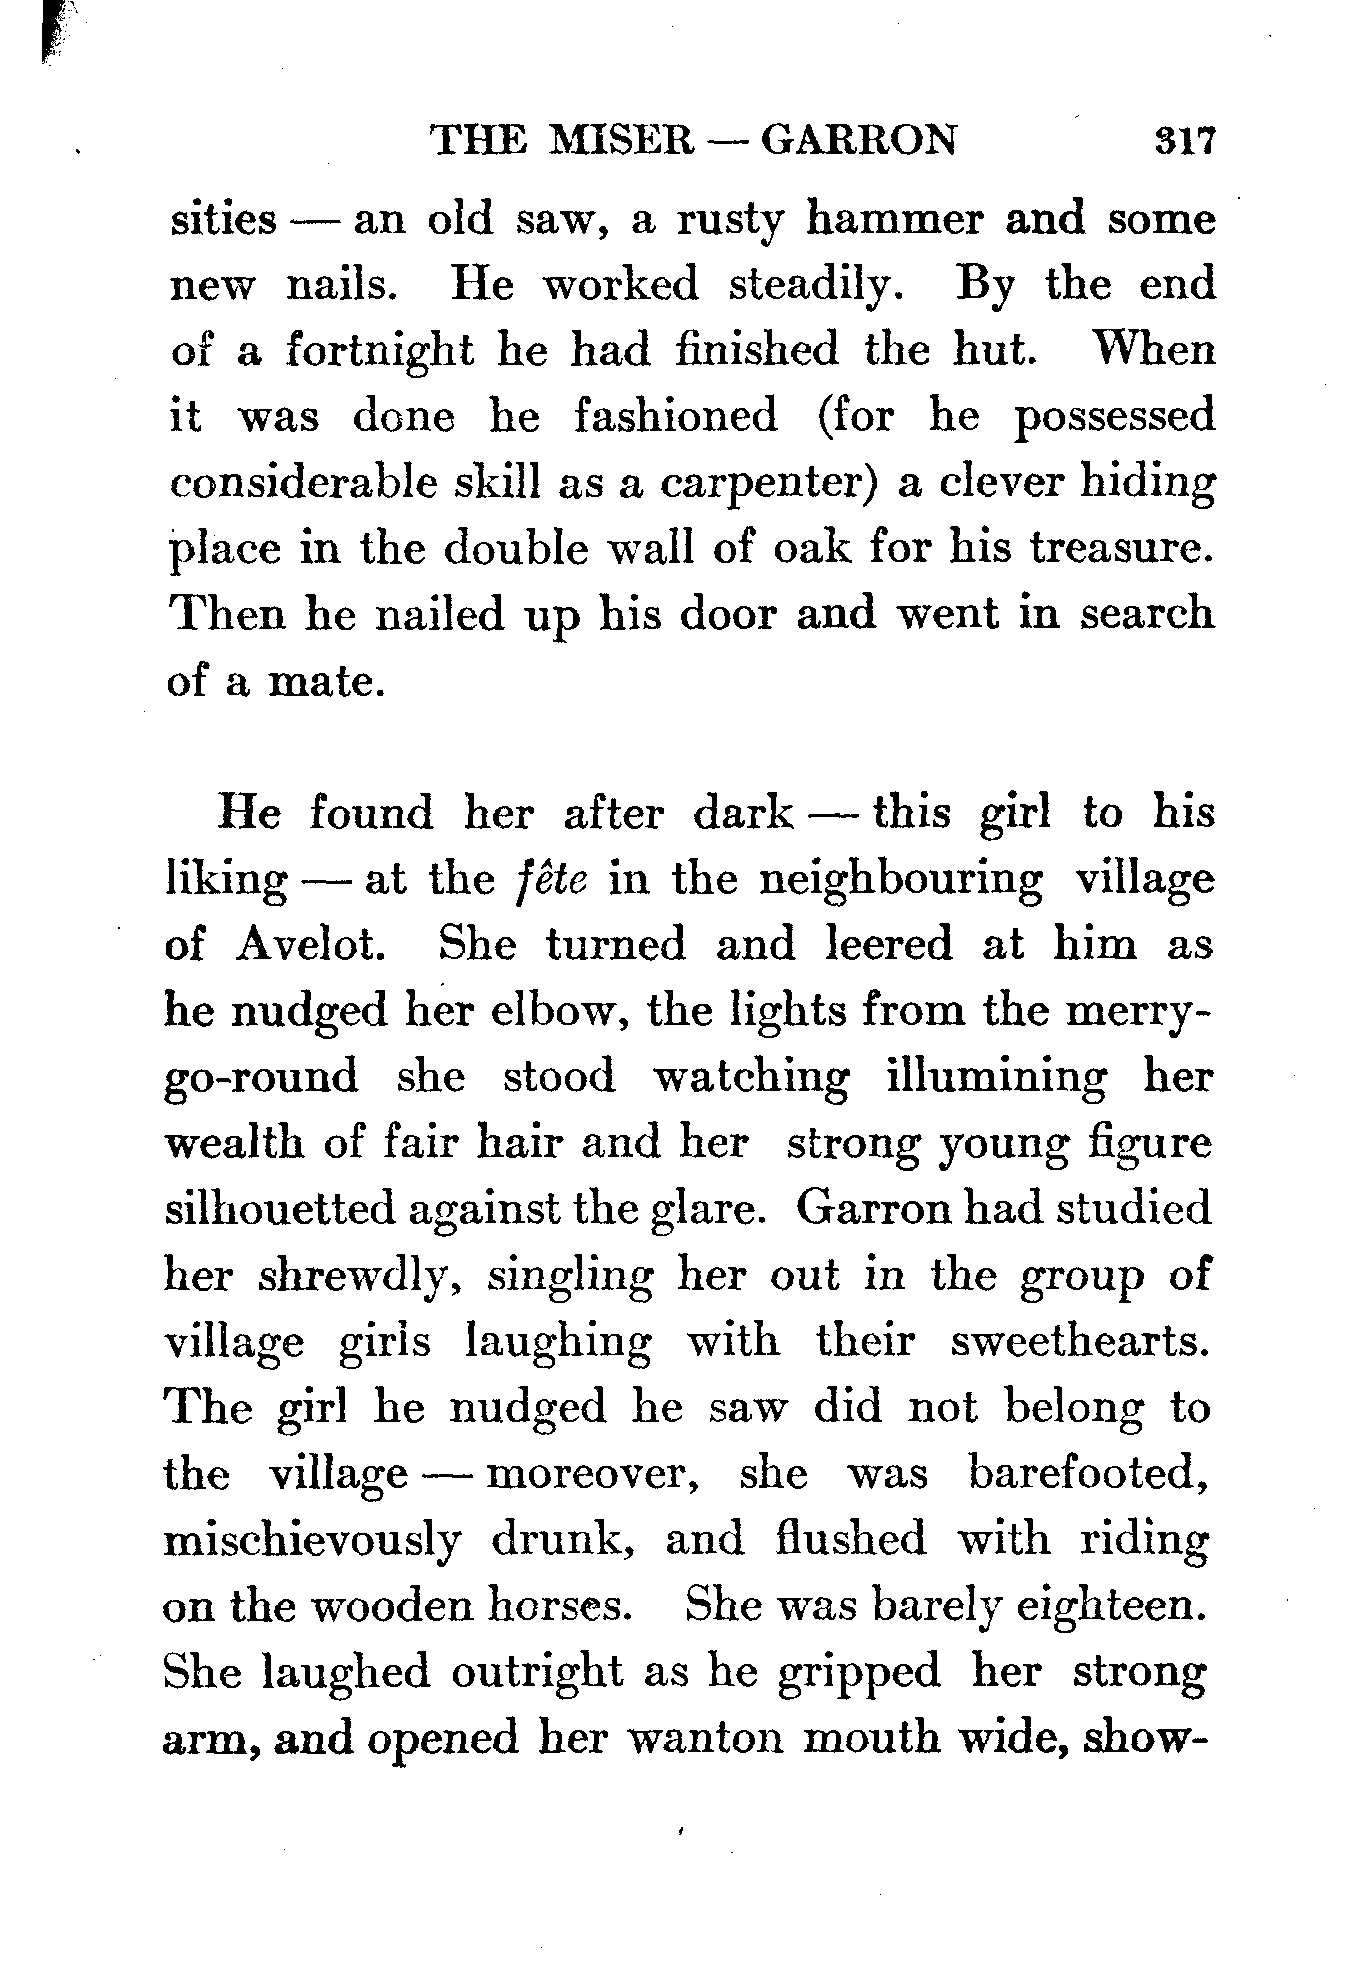 THE MISER — GARRON 317
sities — an old saw, a rusty hammer and some
new nails. He worked steadily. By the end
of a fortnight he had finished the hut. When
it was done he fashioned (for he possessed
considerable skill as a carpenter) a clever hiding
place in the double wall of oak for his treasure.
Then he nailed up his door and went in search
of a mate.
He found her after dark — this girl to his
liking — at the fête in the neighbouring village
of Avelot. She turned and leered at him as
he nudged her elbow, the lights from the merry-
go-round she stood watching illumining her
wealth of fair hair and her strong young figure
silhouetted against the glare. Garron had studied
her shrewdly, singling her out in the group of
village girls laughing with their sweethearts.
The girl he nudged he saw did not belong to
the village — moreover, she was barefooted,
mischievously drunk, and flushed with riding
on the wooden horses. She was barely eighteen.
She laughed outright as he gripped her strong
arm, and opened her wanton mouth wide, show-